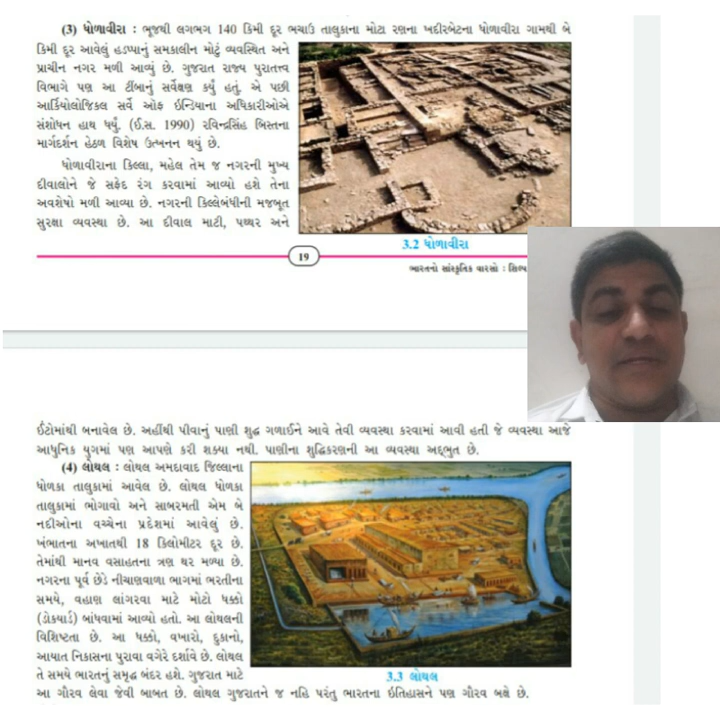 (3) ધોળાવીરા : ભૂજથી લગભગ 140 કિમી દૂર ભચાઉ તાલુકાના મોટા રણના ખદીરબેટના ધોળાવીરા ગામથી બે
કિમી દૂર આવેલું હડપ્પાનું સમકાલીન મોટું વ્યવસ્થિત અને
પ્રાચીન નગર મળી આવ્યું છે. ગુજરાત રાજ્ય પુરાતત્ત્વ
વિભાગે પણ આ ટીંબાનું સર્વેક્ષણ કર્યું હતું. એ પછી
આર્કિયોલોજિકલ સર્વે ઓફ ઇન્ડિયાના અધિકારીઓએ
સંશોધન હાથ ધર્યું. (ઈ.સ. 1990) રવિન્દ્રસિંહ બિસ્તના
માર્ગદર્શન હેઠળ વિશેષ ઉત્ખનન થયું છે.
ધોળાવીરાના કિલ્લા, મહેલ તેમ જ નગરની મુખ્ય
દીવાલોને જે સફેદ રંગ કરવામાં આવ્યો હશે તેના
અવશેષો મળી આવ્યા છે. નગરની કિલ્લેબંધીની મજબૂત
સુરક્ષા વ્યવસ્થા છે. આ દીવાલ માટી, પથ્થર અને
3.2 ધોળાવીરા
19
ભારતનો સાંસ્કૃતિક વારસો : શિલ્પ
ઈંટોમાંથી બનાવેલ છે. અહીંથી પીવાનું પાણી શુદ્ધ ગળાઈને આવે તેવી વ્યવસ્થા કરવામાં આવી હતી જે વ્યવસ્થા આજે
આધુનિક યુગમાં પણ આપણે કરી શક્યા નથી. પાણીના શુદ્ધિકરણની આ વ્યવસ્થા અદ્ભુત છે.
(4) લોથલ : લોથલ અમદાવાદ જિલ્લાના
ધોળકા તાલુકામાં આવેલ છે. લોથલ ધોળકા
તાલુકામાં ભોગાવો અને સાબરમતી એમ બે
નદીઓના વચ્ચેના પ્રદેશમાં આવેલું છે.
ખંભાતના અખાતથી 18 કિલોમીટર દૂર છે.
તેમાંથી માનવ વસાહતના ત્રણ થર મળ્યા છે.
નગરના પૂર્વ છેડે નીચાણવાળા ભાગમાં ભરતીના
સમયે, વહાણ લાંગરવા માટે મોટો ધક્કો
(ડોકયાર્ડ) બાંધવામાં આવ્યો હતો. આ લોથલની
વિશિષ્ટતા છે. આ ધક્કો, વખારો, દુકાનો,
આયાત નિકાસના પુરાવા વગેરે દર્શાવે છે. લોથલ
તે સમયે ભારતનું સમૃદ્ધ બંદર હશે. ગુજરાત માટે
3.3 લોથલ
આ ગૌરવ લેવા જેવી બાબત છે. લોથલ ગુજરાતને જ નહિ પરંતુ ભારતના ઇતિહાસને પણ ગૌરવ બક્ષે છે.